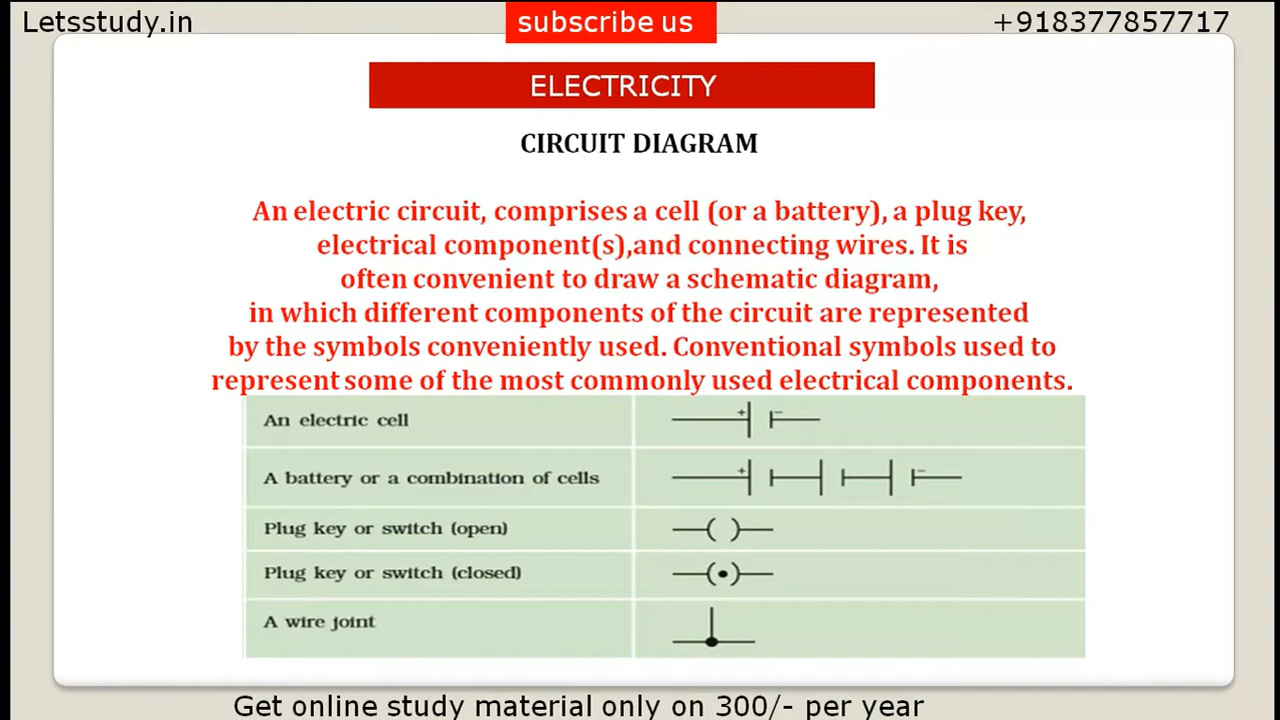 Letsstudy.in
subscribe us
+918377857717
ELECTRICITY
CIRCUIT DIAGRAM
An electric circuit, comprises a cell (or a battery), a plug key,
electrical component(s),and connecting wires. It is
often convenient to draw a schematic diagram,
in which different components of the circuit are represented
by the symbols conveniently used. Conventional symbols used to
represent some of the most commonly used electrical components.
An electric cell
+ −
A battery or a combination of cells
+ −
Plug key or switch (open)
Plug key or switch (closed)
A wire joint
Get online study material only on 300/- per year